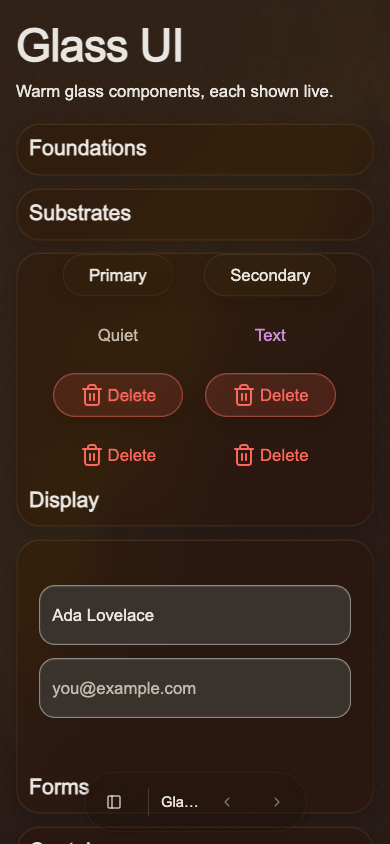 Glass UI
Warm glass components, each shown live.
Foundations
Substrates
Primary Secondary
Quiet Text
Delete Delete
Delete Delete
Display
Ada Lovelace
you@example.com
Forms
Gla...